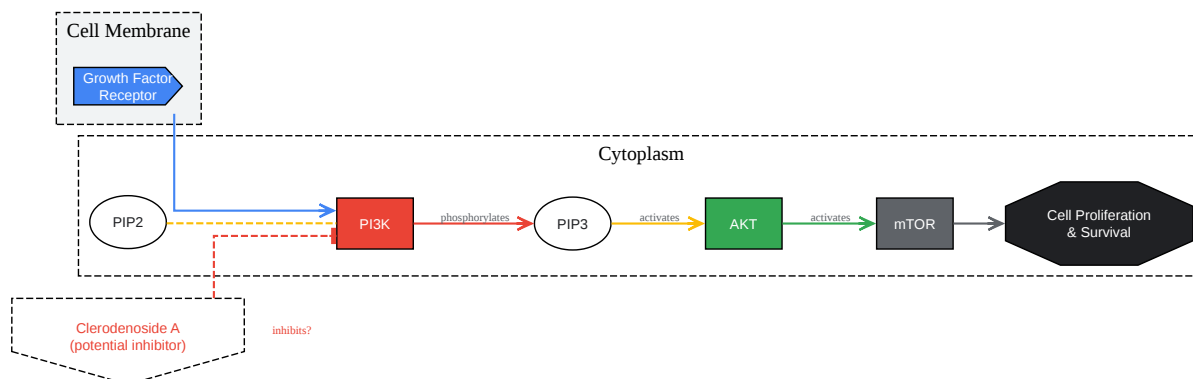 Cell Membrane
Growth Factor
Receptor
Cytoplasm
PIP2
PI3K
phosphorylates
PIP3
activates
AKT
activates
mTOR
Cell Proliferation
& Survival
Clerodenoside A
(potential inhibitor)
inhibits?